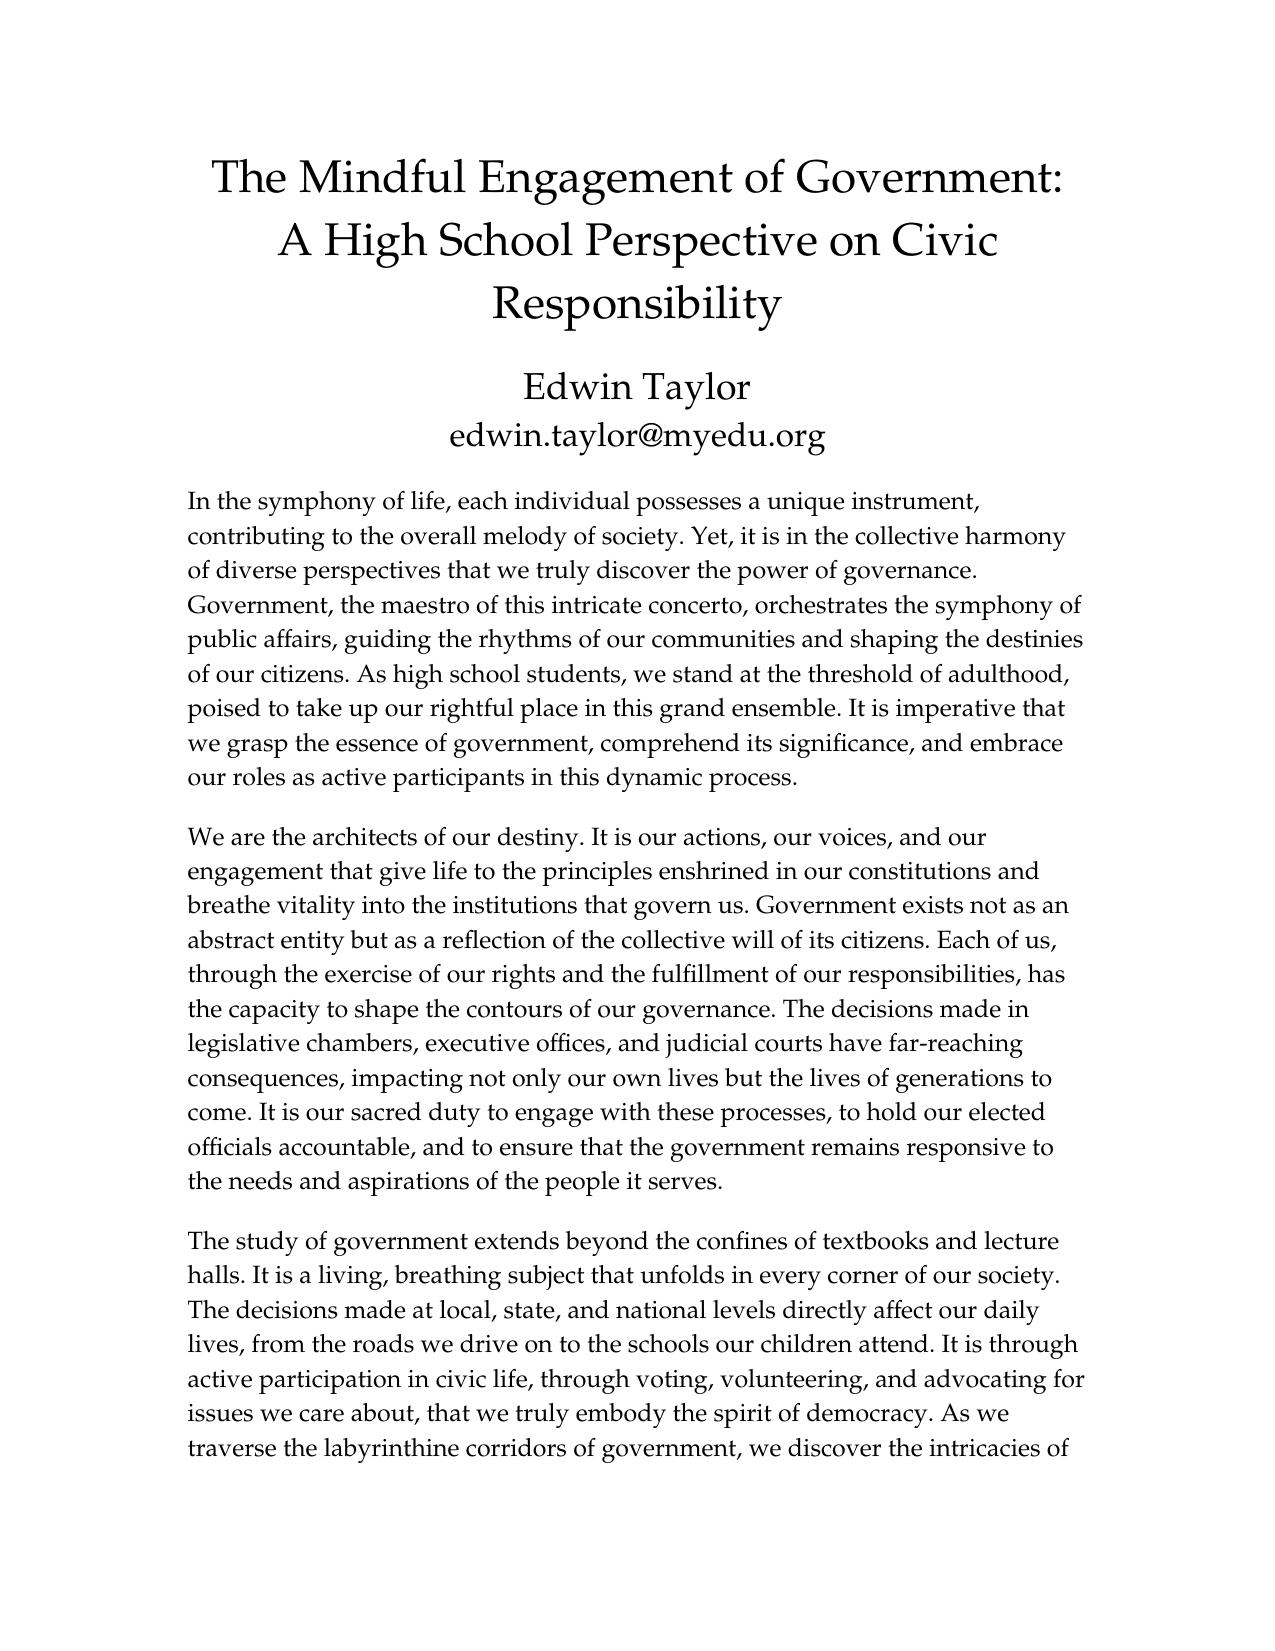 The Mindful Engagement of Government:
A High School Perspective on Civic
Responsibility
Edwin Taylor
edwin.taylor@myedu.org
In the symphony of life, each individual possesses a unique instrument,
contributing to the overall melody of society. Yet, it is in the collective harmony
of diverse perspectives that we truly discover the power of governance.
Government, the maestro of this intricate concerto, orchestrates the symphony of
public affairs, guiding the rhythms of our communities and shaping the destinies
of our citizens. As high school students, we stand at the threshold of adulthood,
poised to take up our rightful place in this grand ensemble. It is imperative that
we grasp the essence of government, comprehend its significance, and embrace
our roles as active participants in this dynamic process.
We are the architects of our destiny. It is our actions, our voices, and our
engagement that give life to the principles enshrined in our constitutions and
breathe vitality into the institutions that govern us. Government exists not as an
abstract entity but as a reflection of the collective will of its citizens. Each of us,
through the exercise of our rights and the fulfillment of our responsibilities, has
the capacity to shape the contours of our governance. The decisions made in
legislative chambers, executive offices, and judicial courts have far-reaching
consequences, impacting not only our own lives but the lives of generations to
come. It is our sacred duty to engage with these processes, to hold our elected
officials accountable, and to ensure that the government remains responsive to
the needs and aspirations of the people it serves.
The study of government extends beyond the confines of textbooks and lecture
halls. It is a living, breathing subject that unfolds in every corner of our society.
The decisions made at local, state, and national levels directly affect our daily
lives, from the roads we drive on to the schools our children attend. It is through
active participation in civic life, through voting, volunteering, and advocating for
issues we care about, that we truly embody the spirit of democracy. As we
traverse the labyrinthine corridors of government, we discover the intricacies of